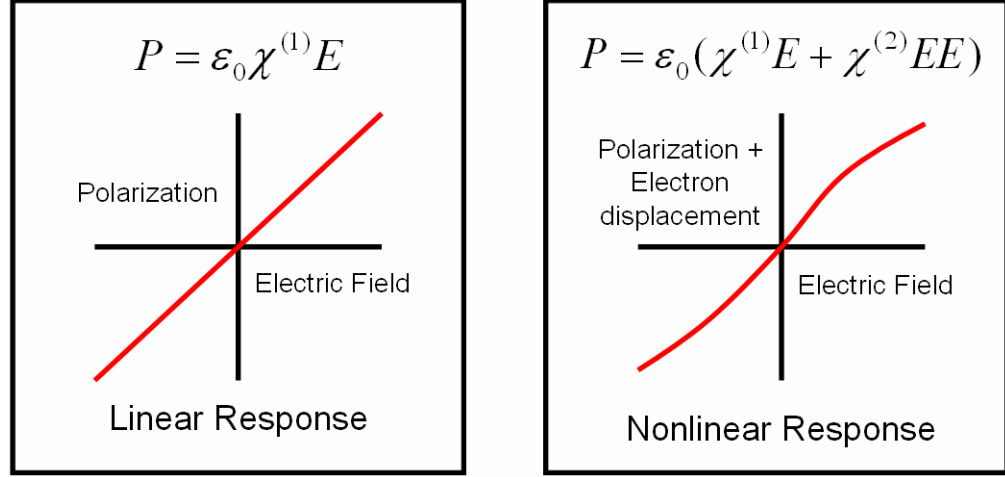 P = ε₀χ⁽¹⁾E
Polarization
Electric Field
Linear Response
P = ε₀(χ⁽¹⁾E + χ⁽²⁾EE)
Polarization +
Electron
displacement
Electric Field
Nonlinear Response